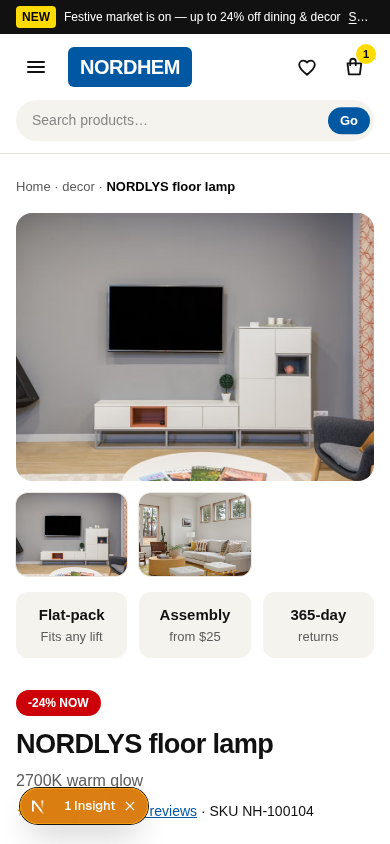 NEW Festive market is on — up to 24% off dining & decor S…
NORDHEM
1
Search products…
Go
Home · decor · NORDLYS floor lamp
Flat-pack
Fits any lift
Assembly
from $25
365-day
returns
-24% NOW
NORDLYS floor lamp
2700K warm glow
reviews · SKU NH-100104
1 Insight